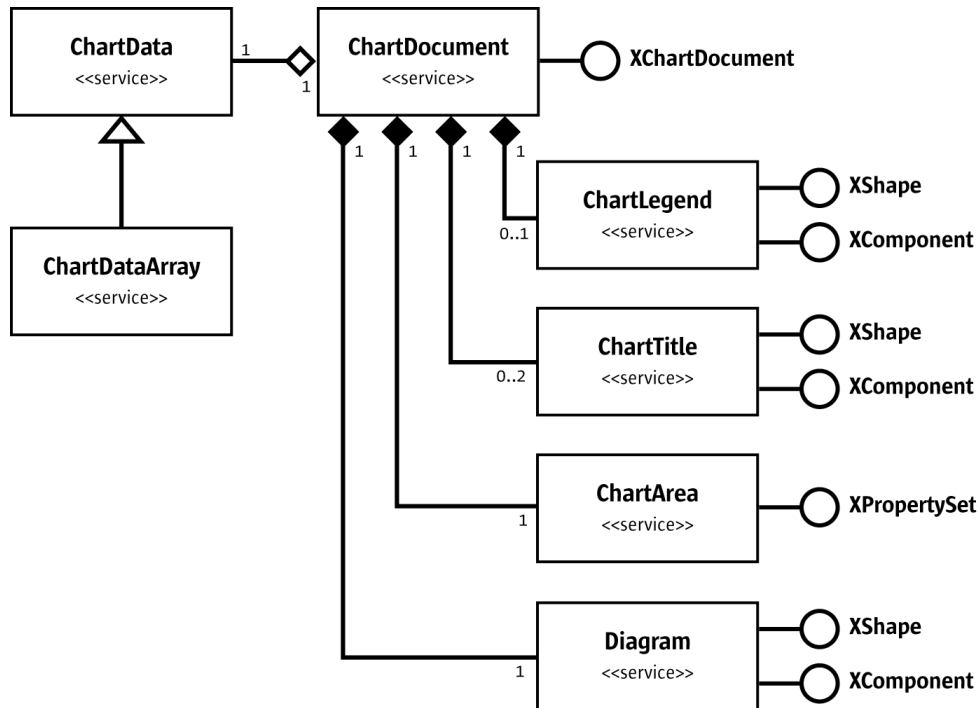 ChartData
<<service>>
1
1
ChartDocument
<<service>>
XChartDocument
1
1
1
1
ChartLegend
<<service>>
0..1
XShape
XComponent
ChartDataArray
<<service>>
ChartTitle
<<service>>
0..2
XShape
XComponent
ChartArea
<<service>>
1
XPropertySet
Diagram
<<service>>
1
XShape
XComponent